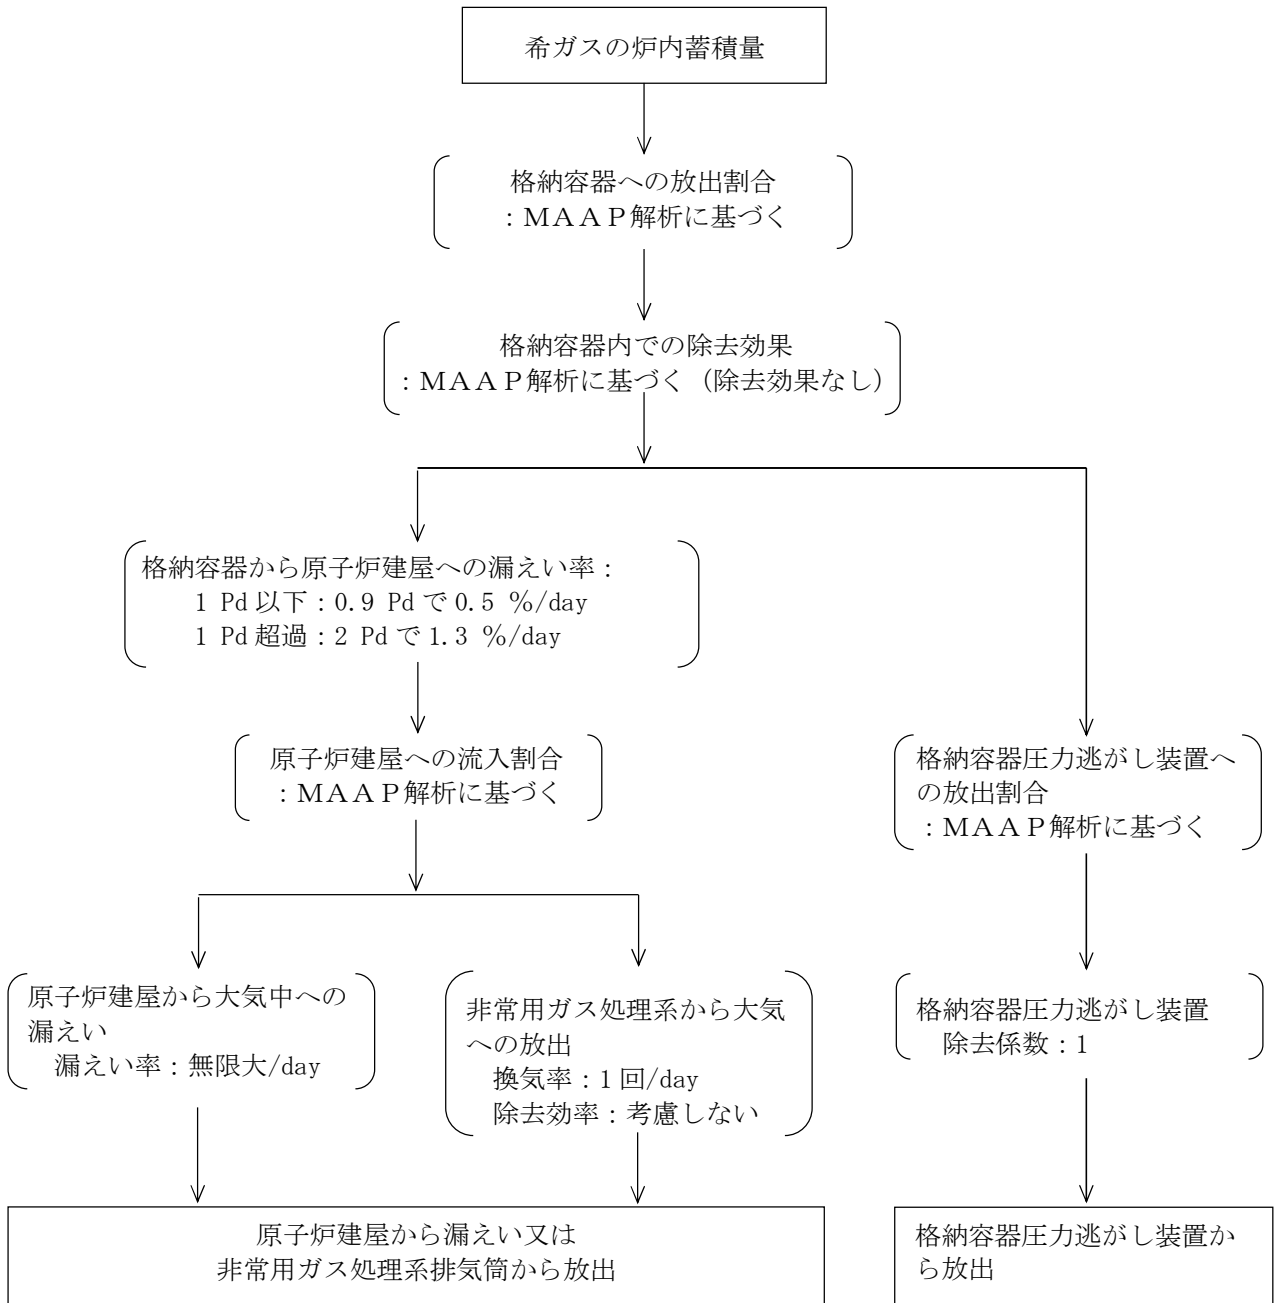 希ガスの炉内蓄積量
格納容器への放出割合
：ＭＡＡＰ解析に基づく
格納容器内での除去効果
：ＭＡＡＰ解析に基づく（除去効果なし）
格納容器から原子炉建屋への漏えい率：
1 Pd 以下：0.9 Pd で 0.5 %/day
1 Pd 超過：2 Pd で 1.3 %/day
原子炉建屋への流入割合
：ＭＡＡＰ解析に基づく
格納容器圧力逃がし装置へ
の放出割合
：ＭＡＡＰ解析に基づく
原子炉建屋から大気中への
漏えい
漏えい率：無限大/day
非常用ガス処理系から大気
への放出
換気率：1 回/day
除去効率：考慮しない
格納容器圧力逃がし装置
除去係数：1
原子炉建屋から漏えい又は
非常用ガス処理系排気筒から放出
格納容器圧力逃がし装置か
ら放出